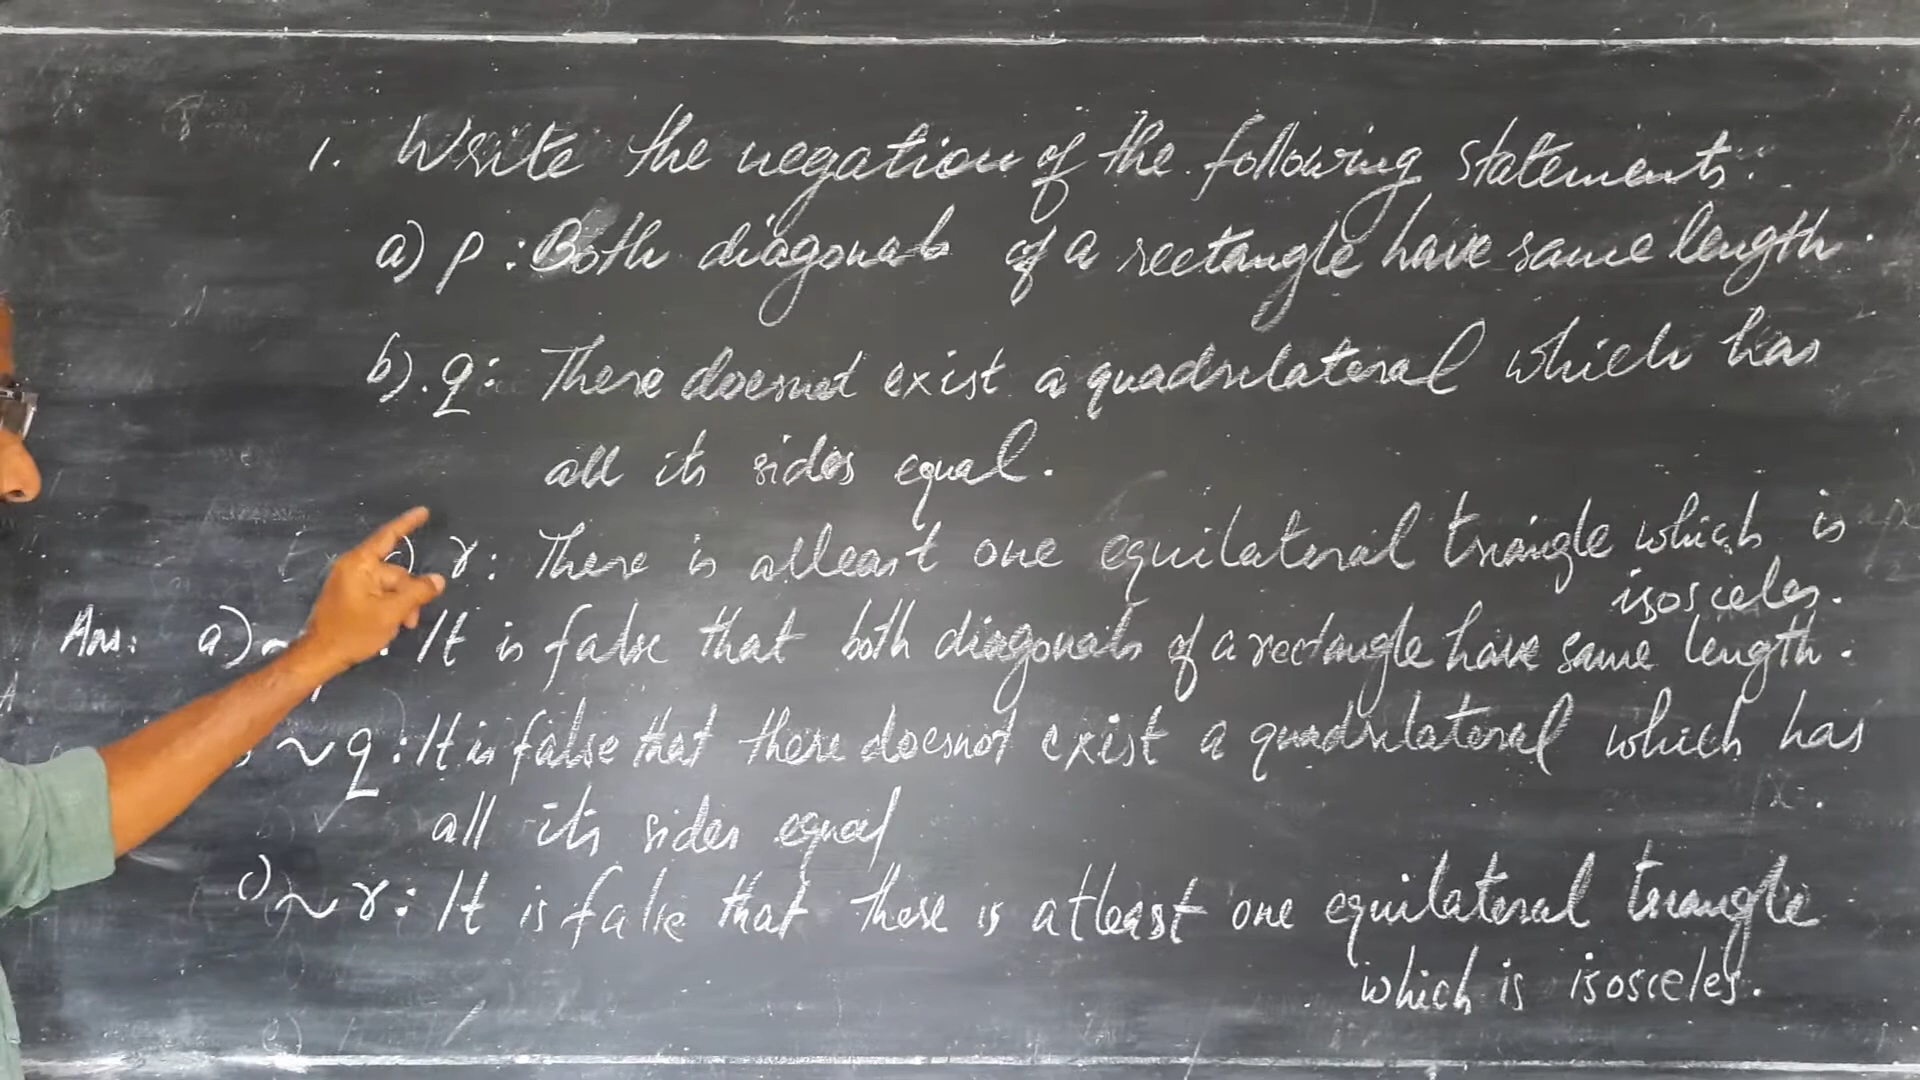 1. Write the negation of the following statements.
a) p : Both diagonals of a rectangle have same length.
b). q : There doesnot exist a quadrilateral which has
all its sides equal.
r : There is atleast one equilateral triangle which is
isosceles.
Ans: a) ~ : It is false that both diagonals of a rectangle have same length.
~ q : It is false that there doesnot exist a quadrilateral which has
all its sides equal
c) ~ r : It is false that there is atleast one equilateral triangle
which is isosceles.